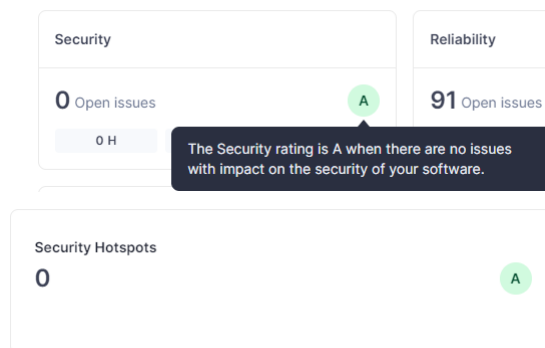 Security
0 Open issues
A
0 H
The Security rating is A when there are no issues
with impact on the security of your software.
Reliability
91 Open issues
Security Hotspots
0
A